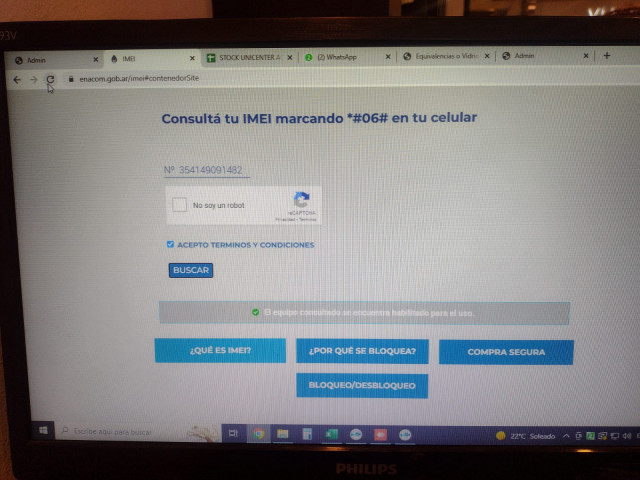 93V
Admin
IMEI
STOCK UNICENTER
(2) WhatsApp
Equivalencias o Vidrio
Admin
enacom.gob.ar/imei#contenedorSite
Consultá tu IMEI marcando *#06# en tu celular
Nº 354149091482
No soy un robot
reCAPTCHA
Privacidad - Términos
ACEPTO TERMINOS Y CONDICIONES
BUSCAR
El equipo consultado se encuentra habilitado para el uso.
¿QUÉ ES IMEI?
¿POR QUÉ SE BLOQUEA?
COMPRA SEGURA
BLOQUEO/DESBLOQUEO
Escribe aquí para buscar
22°C Soleado
PHILIPS